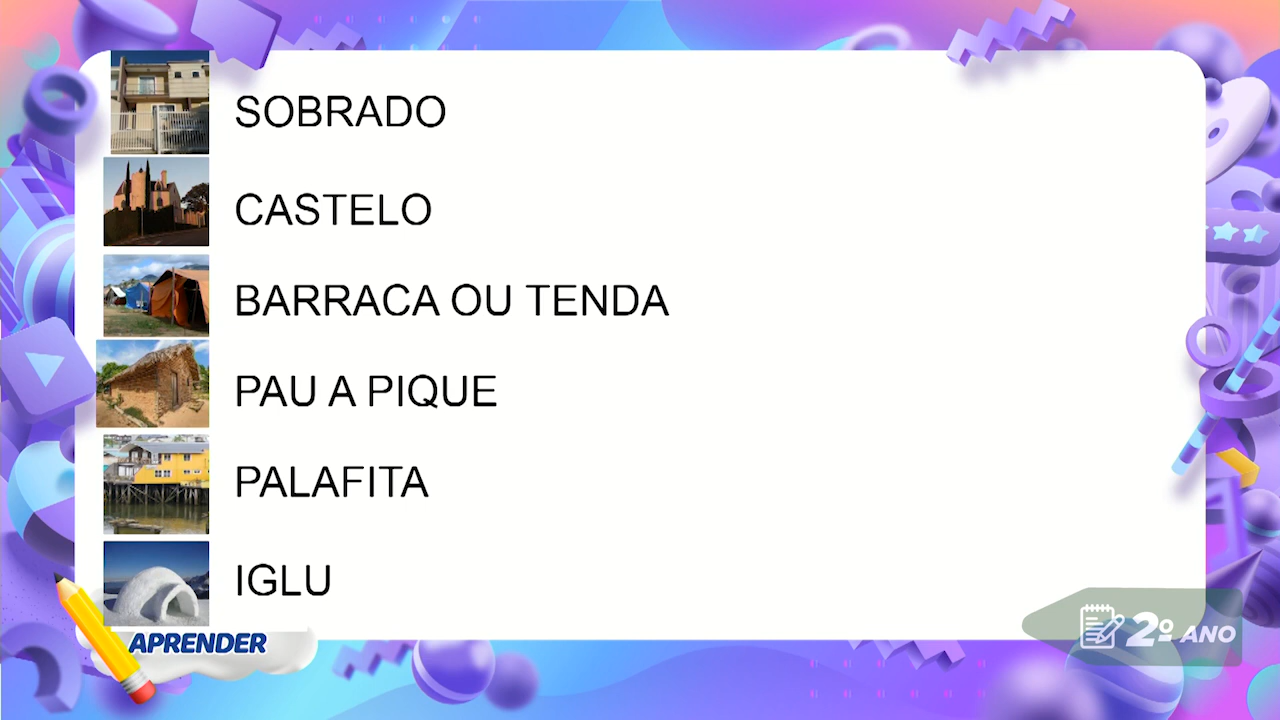 SOBRADO
CASTELO
BARRACA OU TENDA
PAU A PIQUE
PALAFITA
IGLU
APRENDER
2º ANO